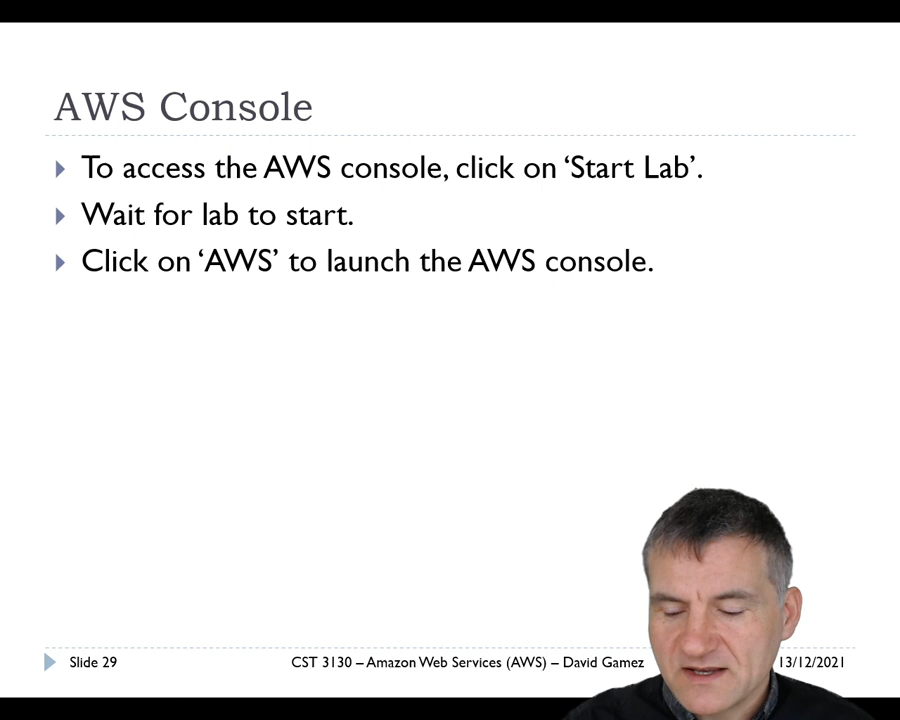 AWS Console
To access the AWS console, click on ‘Start Lab’.
Wait for lab to start.
Click on ‘AWS’ to launch the AWS console.
Slide 29
CST 3130 – Amazon Web Services (AWS) – David Gamez
13/12/2021